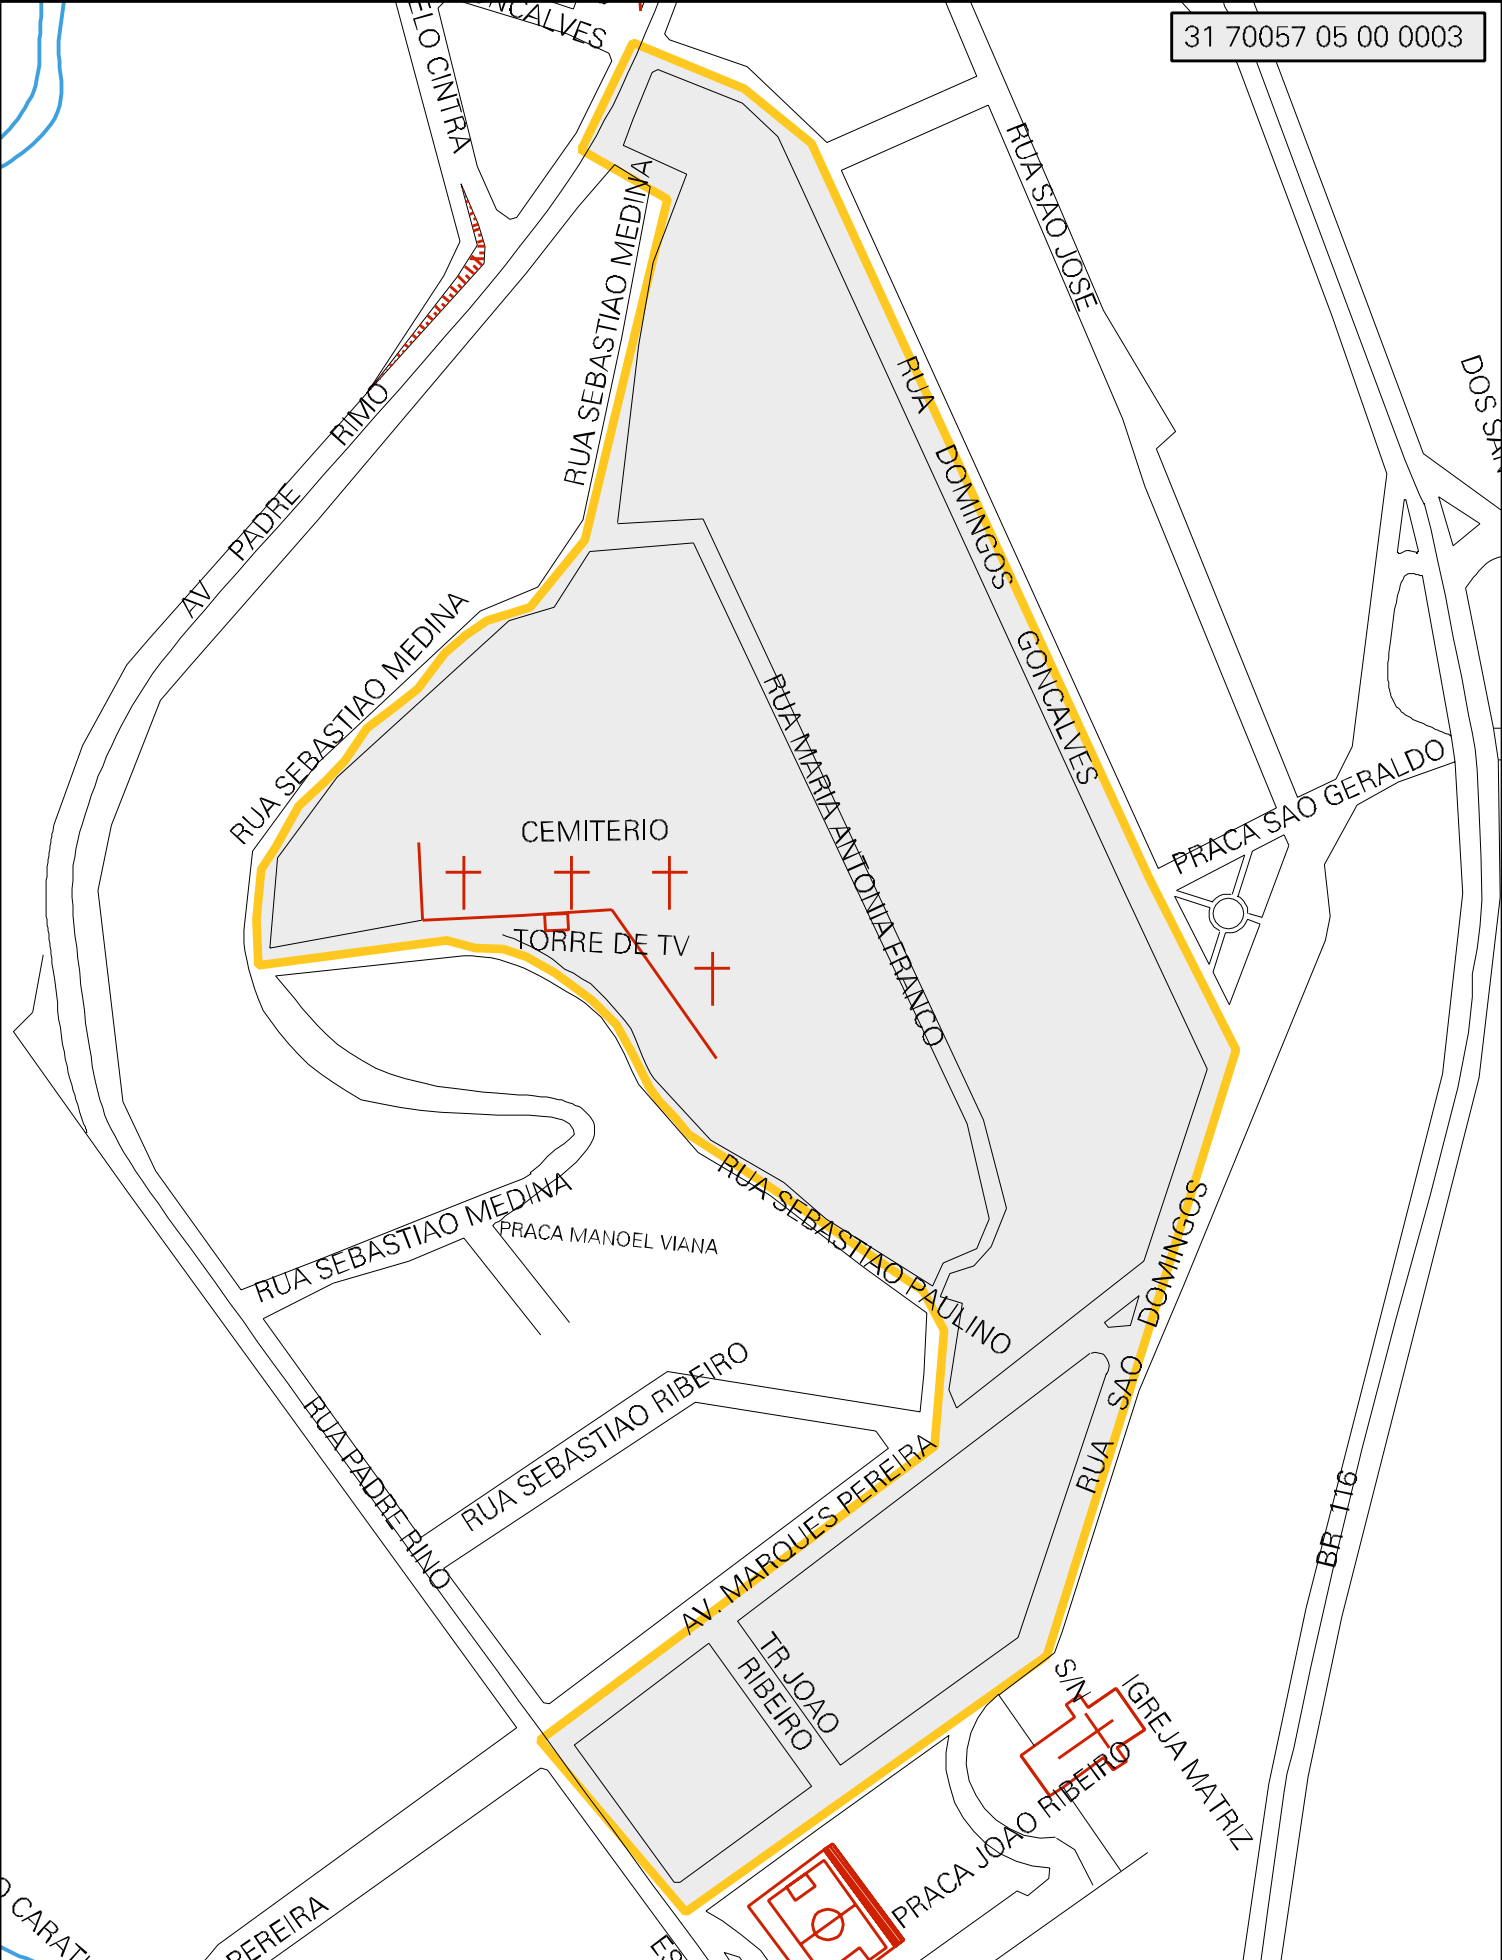 31 70057 05 00 0003
NCALVES
ELO CINTRA
RUA SAO JOSE
RUA SEBASTIAO MEDINA
AV PADRE RIMO
RUA DOMINGOS GONCALVES
DOS SAN
RUA SEBASTIAO MEDINA
RUA MARIA ANTONIA FRANCO
PRACA SAO GERALDO
CEMITERIO
TORRE DE TV
RUA SEBASTIAO MEDINA
PRACA MANOEL VIANA
RUA SEBASTIAO PAULINO
RUA SAO DOMINGOS
RUA SEBASTIAO RIBEIRO
RUA PADRE RINO
AV. MARQUES PEREIRA
BR 116
TR JOAO
RIBEIRO
S/N
IGREJA MATRIZ
PRACA JOAO RIBEIRO
O CARATI
PEREIRA
ES